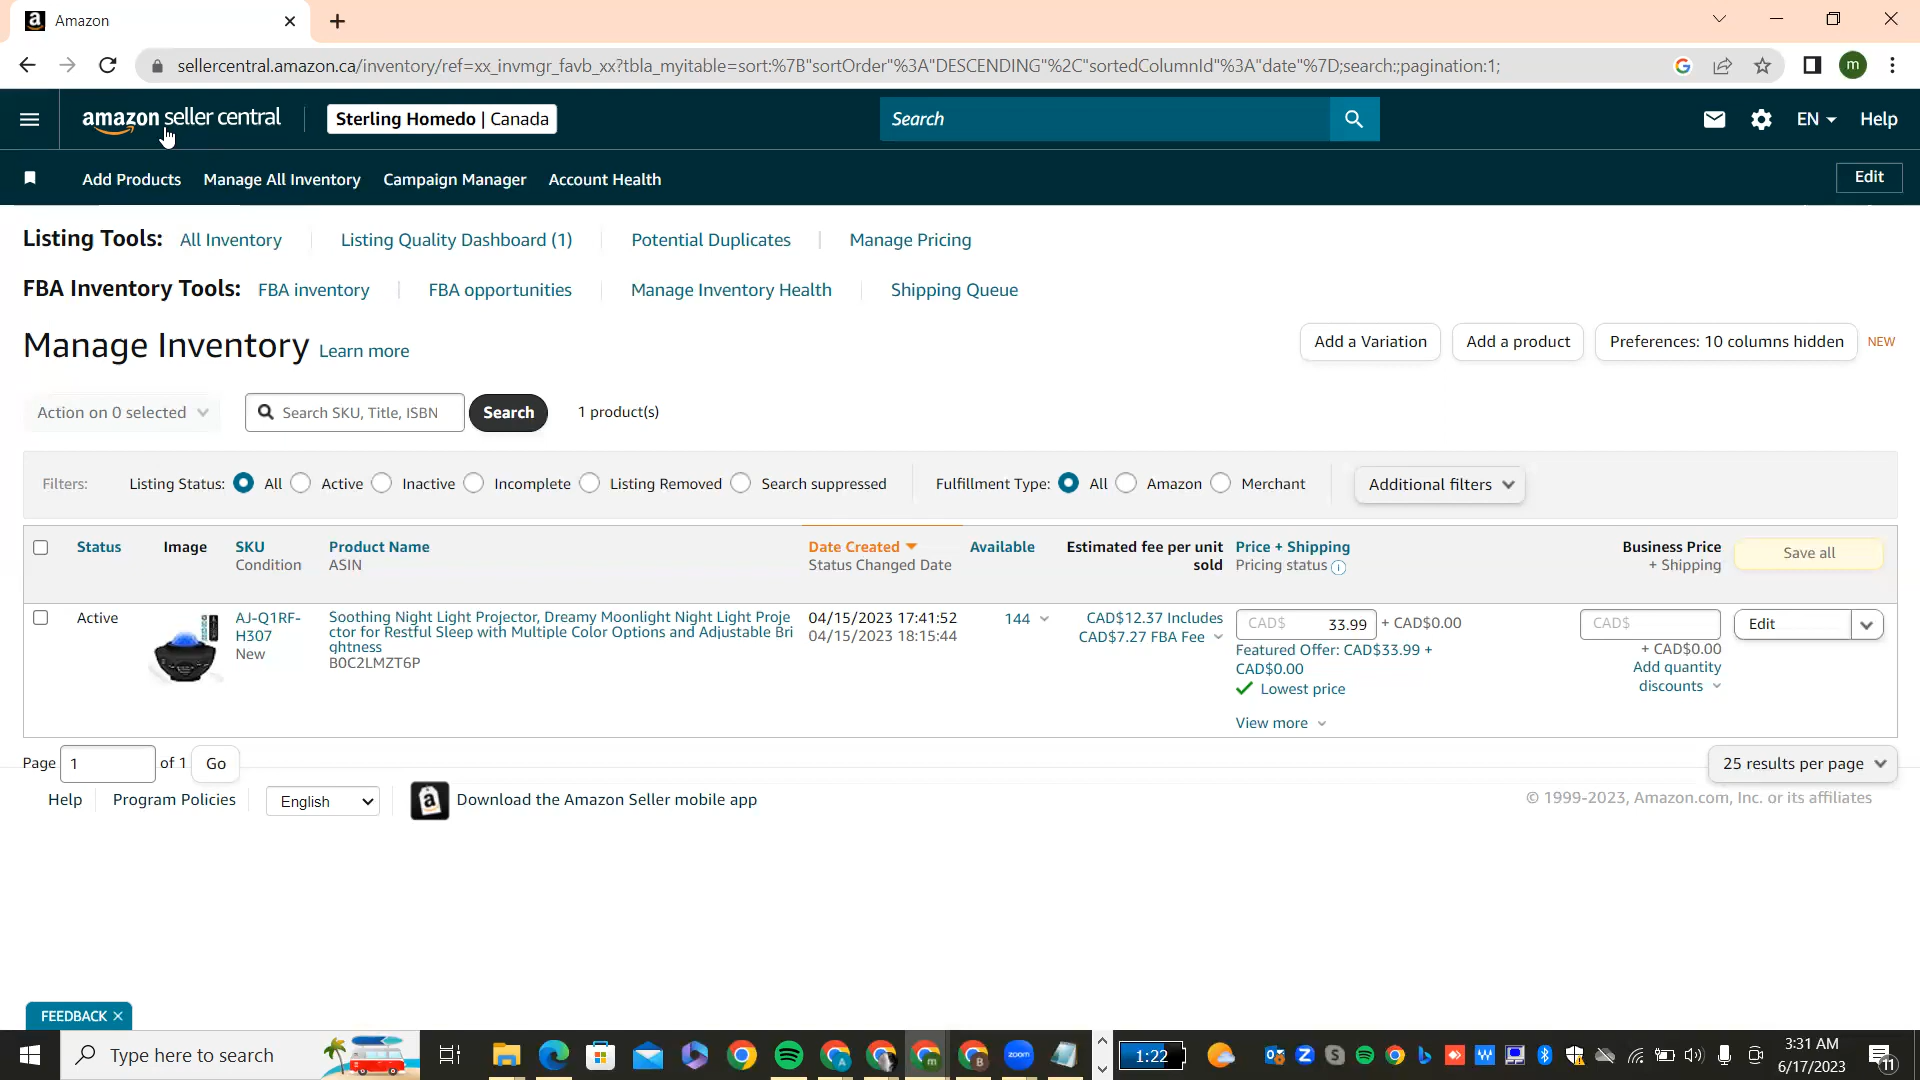 Amazon
sellercentral.amazon.ca/inventory/ref=xx_invmgr_favb_xx?tbla_myitable=sort:%7B"sortOrder"%3A"DESCENDING"%2C"sortedColumnId"%3A"date"%7D;search:;pagination:1;
m
amazon seller central
Sterling Homedo | Canada
Search
EN
Help
Add Products
Manage All Inventory
Campaign Manager
Account Health
Edit
Listing Tools: All Inventory | Listing Quality Dashboard (1) | Potential Duplicates | Manage Pricing
FBA Inventory Tools: FBA inventory | FBA opportunities | Manage Inventory Health | Shipping Queue
Manage Inventory Learn more
Add a Variation
Add a product
Preferences: 10 columns hidden
NEW
Action on 0 selected
Search SKU, Title, ISBN
Search
1 product(s)
Filters: Listing Status: All Active Inactive Incomplete Listing Removed Search suppressed Fulfillment Type: All Amazon Merchant Additional filters
Status
Image
SKU
Condition
Product Name
ASIN
Date Created
Status Changed Date
Available
Estimated fee per unit
sold
Price + Shipping
Pricing status
Business Price
+ Shipping
Save all
Active
AJ-Q1RF-
H307
New
Soothing Night Light Projector, Dreamy Moonlight Night Light Proje
ctor for Restful Sleep with Multiple Color Options and Adjustable Bri
ghtness
B0C2LMZT6P
04/15/2023 17:41:52
04/15/2023 18:15:44
144
CAD$12.37 Includes
CAD$7.27 FBA Fee
CAD$ 33.99 + CAD$0.00
Featured Offer: CAD$33.99 +
CAD$0.00
Lowest price
View more
CAD$
+ CAD$0.00
Add quantity
discounts
Edit
Page 1 of 1 Go
25 results per page
Help
Program Policies
English
Download the Amazon Seller mobile app
© 1999-2023, Amazon.com, Inc. or its affiliates
FEEDBACK
Type here to search
zoom
1:22
3:31 AM
6/17/2023
11